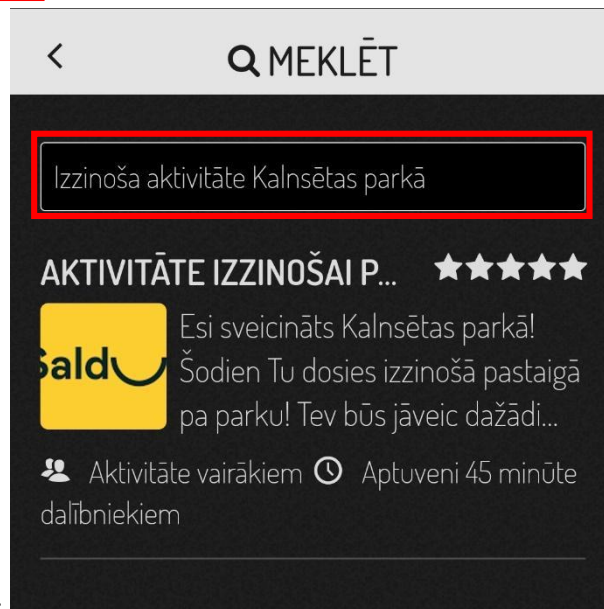 MEKLĒT
Izzinoša aktivitāte Kalnsētas parkā
AKTIVITĀTE IZZINOŠAI P...
Saldu
Esi sveicināts Kalnsētas parkā!
Šodien Tu dosies izzinošā pastaigā
pa parku! Tev būs jāveic dažādi...
Aktivitāte vairākiem Aptuveni 45 minūte
dalībniekiem